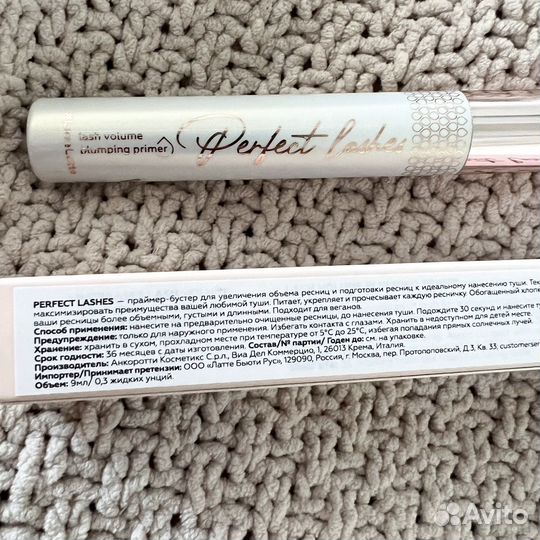 lash volume
plumping primer
Perfect Lashes
PERFECT LASHES — праймер-бустер для увеличения объема ресниц и подготовки ресниц к идеальному нанесению туши.
максимизировать преимущества вашей любимой туши. Питает, укрепляет и прочесывает каждую ресничку. Обогащенный
ваши ресницы более объемными, густыми и длинными. Подходит для веганов.
Способ применения: нанесите на предварительно очищенные ресницы, до нанесения туши. Подождите 30 секунд и нанесите
Предупреждение: только для наружного применения. Избегать контакта с глазами. Хранить в недоступном для детей месте.
Хранение: хранить в сухом, прохладном месте при температуре от 5°C до 25°C, избегая попадания прямых солнечных лучей.
Срок годности: 36 месяцев с даты изготовления. Состав/№ партии/ Годен до: см. на упаковке.
Производитель: Анкоротти Косметикс С.р.л., Виа Дел Коммерцио, 1, 26013 Крема, Италия.
Импортер/Принимает претензии: ООО «Латте Бьюти Рус», 129090, Россия, г. Москва, пер. Протопоповский, Д.3, Кв. 33,
Объем: 9мл/ 0,3 жидких унций.
Avito